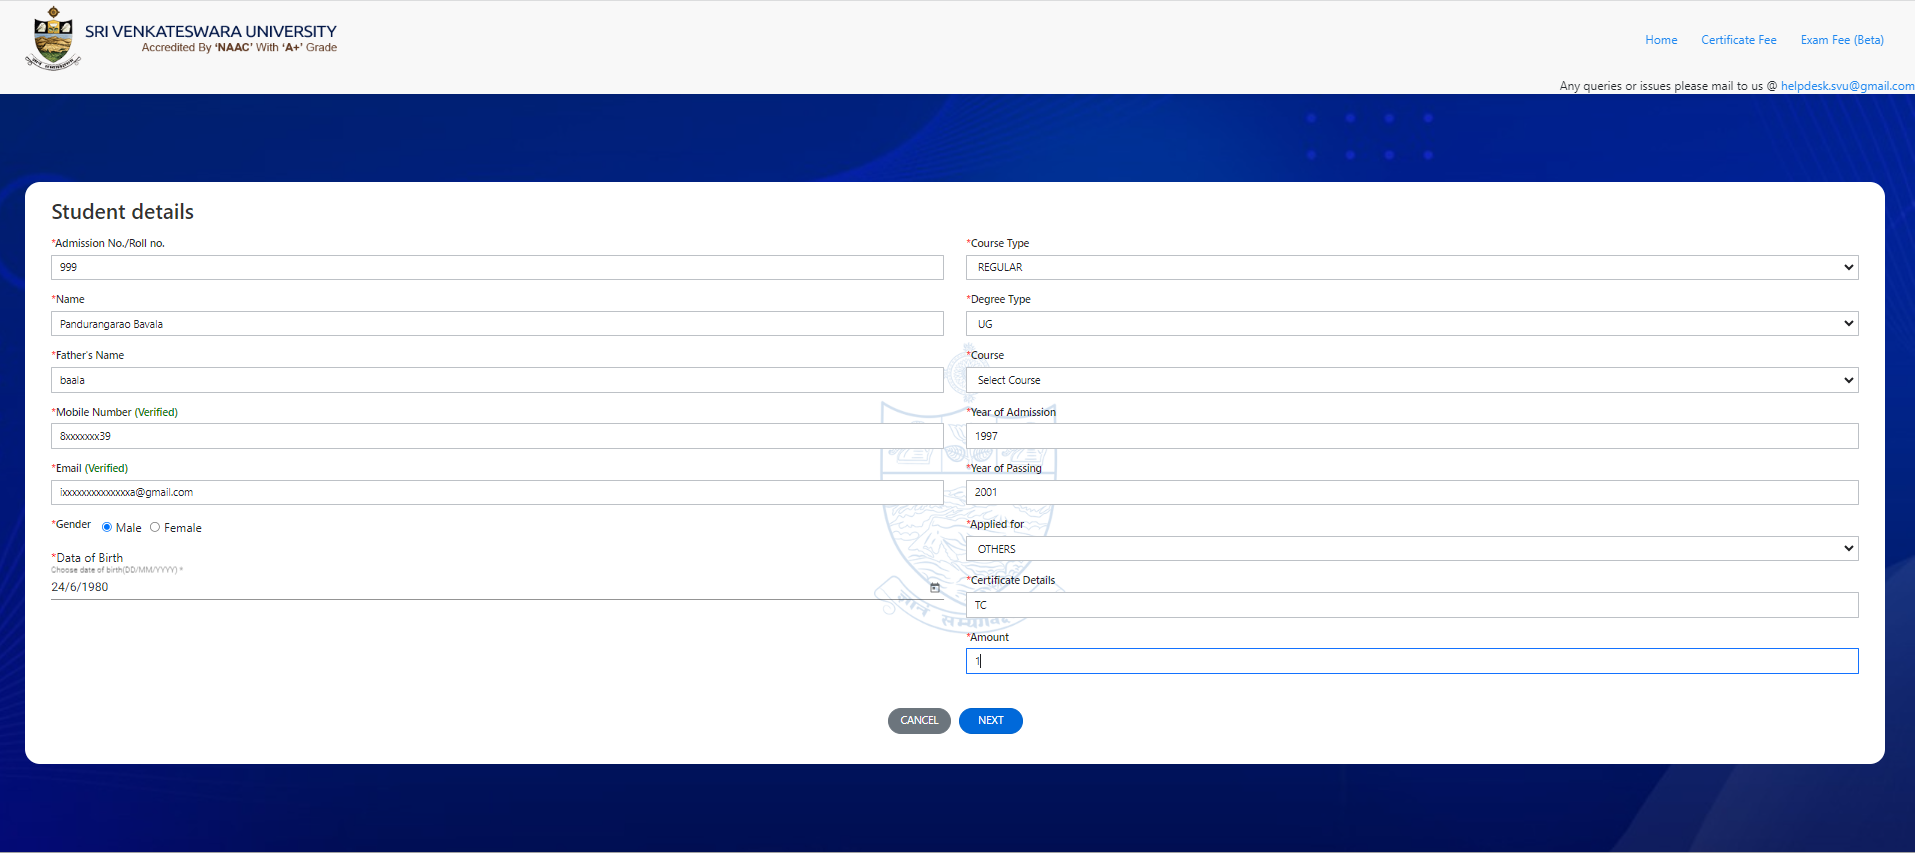 SRI VENKATESWARA UNIVERSITY
Accredited By 'NAAC' With 'A+' Grade
Home Certificate Fee Exam Fee (Beta)
Any queries or issues please mail to us @ helpdesk.svu@gmail.com
Student details
*Admission No./Roll no.
999
*Name
Pandurangarao Bavala
*Father's Name
baala
*Mobile Number (Verified)
8xxxxxxx39
*Email (Verified)
ixxxxxxxxxxxxxxa@gmail.com
*Gender Male Female
*Data of Birth
Choose date of birth(DD/MM/YYYY) *
24/6/1980
*Course Type
REGULAR
*Degree Type
UG
*Course
Select Course
*Year of Admission
1997
*Year of Passing
2001
*Applied for
OTHERS
*Certificate Details
TC
*Amount
1
CANCEL NEXT